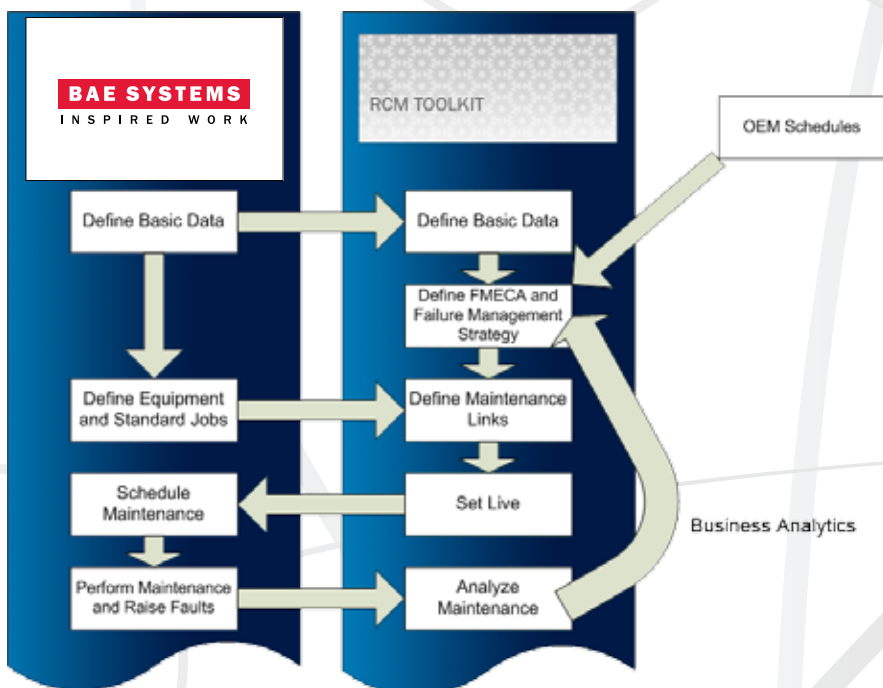 BAE SYSTEMS
INSPIRED WORK
RCM TOOLKIT
OEM Schedules
Define Basic Data
Define Basic Data
Define FMECA and
Failure Management
Strategy
Define Equipment
and Standard Jobs
Define Maintenance
Links
Schedule
Maintenance
Set Live
Business Analytics
Perform Maintenance
and Raise Faults
Analyze
Maintenance